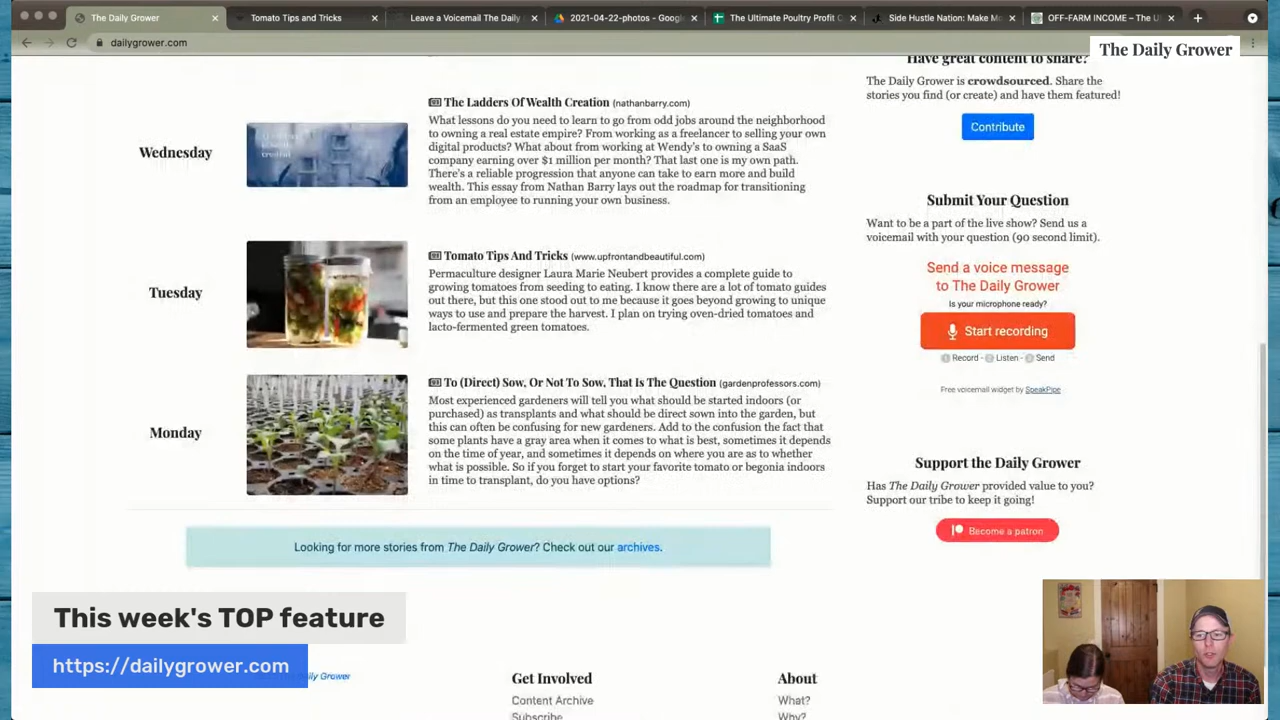 The Daily Grower
Tomato Tips and Tricks
Leave a Voicemail The Daily
2021-04-22-photos - Google
The Ultimate Poultry Profit C
Side Hustle Nation: Make M
OFF-FARM INCOME – The U
dailygrower.com
The Daily Grower
Have great content to share?
The Daily Grower is crowdsourced. Share the
stories you find (or create) and have them featured!
Contribute
Wednesday
The Ladders Of Wealth Creation (nathanbarry.com)
What lessons do you need to learn to go from odd jobs around the neighborhood
to owning a real estate empire? From working as a freelancer to selling your own
digital products? What about from working at Wendy's to owning a SaaS
company earning over $1 million per month? That last one is my own path.
There's a reliable progression that anyone can take to earn more and build
wealth. This essay from Nathan Barry lays out the roadmap for transitioning
from an employee to running your own business.
Submit Your Question
Want to be a part of the live show? Send us a
voicemail with your question (90 second limit).
Send a voice message
to The Daily Grower
Is your microphone ready?
Start recording
1 Record - 2 Listen - 3 Send
Free voicemail widget by SpeakPipe
Tuesday
Tomato Tips And Tricks (www.upfrontandbeautiful.com)
Permaculture designer Laura Marie Neubert provides a complete guide to
growing tomatoes from seeding to eating. I know there are a lot of tomato guides
out there, but this one stood out to me because it goes beyond growing to unique
ways to use and prepare the harvest. I plan on trying oven-dried tomatoes and
lacto-fermented green tomatoes.
Monday
To (Direct) Sow, Or Not To Sow, That Is The Question (gardenprofessors.com)
Most experienced gardeners will tell you what should be started indoors (or
purchased) as transplants and what should be direct sown into the garden, but
this can often be confusing for new gardeners. Add to the confusion the fact that
some plants have a gray area when it comes to what is best, sometimes it depends
on the time of year, and sometimes it depends on where you are as to whether
what is possible. So if you forget to start your favorite tomato or begonia indoors
in time to transplant, do you have options?
Support the Daily Grower
Has The Daily Grower provided value to you?
Support our tribe to keep it going!
Become a patron
Looking for more stories from The Daily Grower? Check out our archives.
This week's TOP feature
https://dailygrower.com
Daily Grower
Get Involved
Content Archive
Subscribe
About
What?
Why?